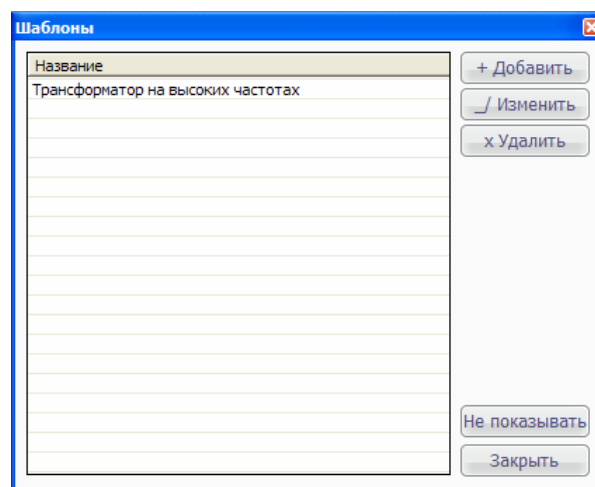 Шаблоны
Название
Трансформатор на высоких частотах
+ Добавить
_/ Изменить
x Удалить
Не показывать
Закрыть